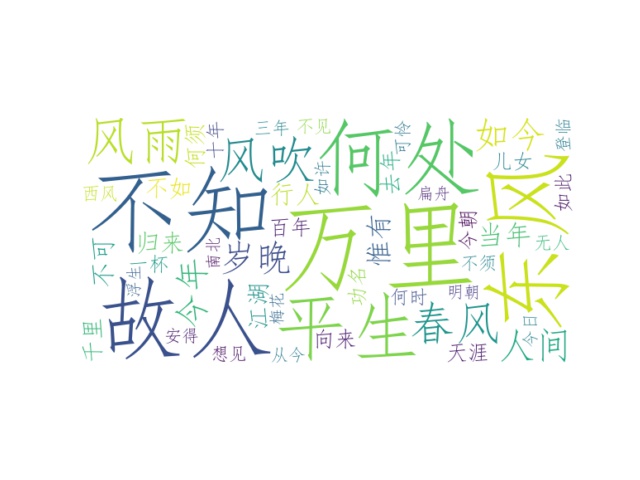 风雨
何须
十年
三年
不见
风吹
如许
可怜
何处
去年
如今
登临
儿女
东风
如此
西风
不如
不知
行人
扁舟
万里
惟有
今朝
当年
无人
百年
归来
不可
浮生
一杯
南北
岁晚
不须
功名
今年
江湖
梅花
何时
明朝
故人
平生
春风
今日
千里
安得
向来
想见
从今
天涯
人间